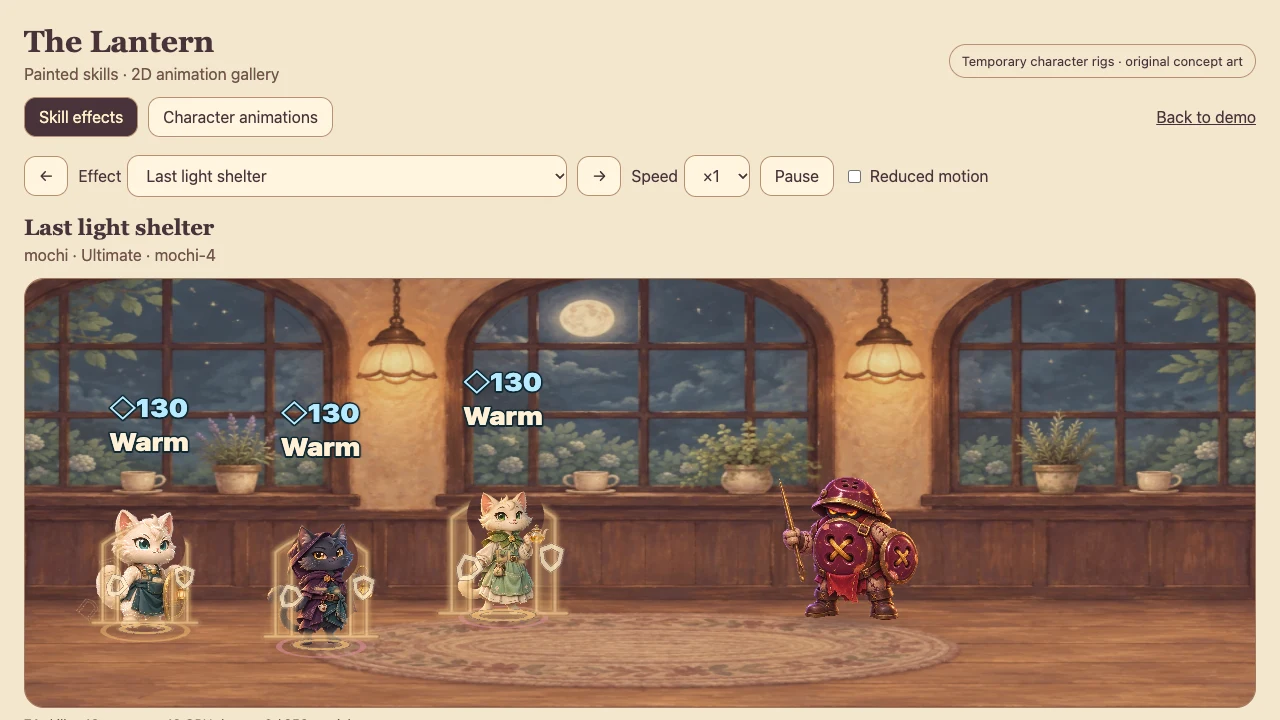 The Lantern
Painted skills · 2D animation gallery
Temporary character rigs · original concept art
Skill effects
Character animations
Back to demo
← Effect Last light shelter → Speed ×1 Pause Reduced motion
Last light shelter
mochi · Ultimate · mochi-4
◇130
Warm
◇130
Warm
◇130
Warm